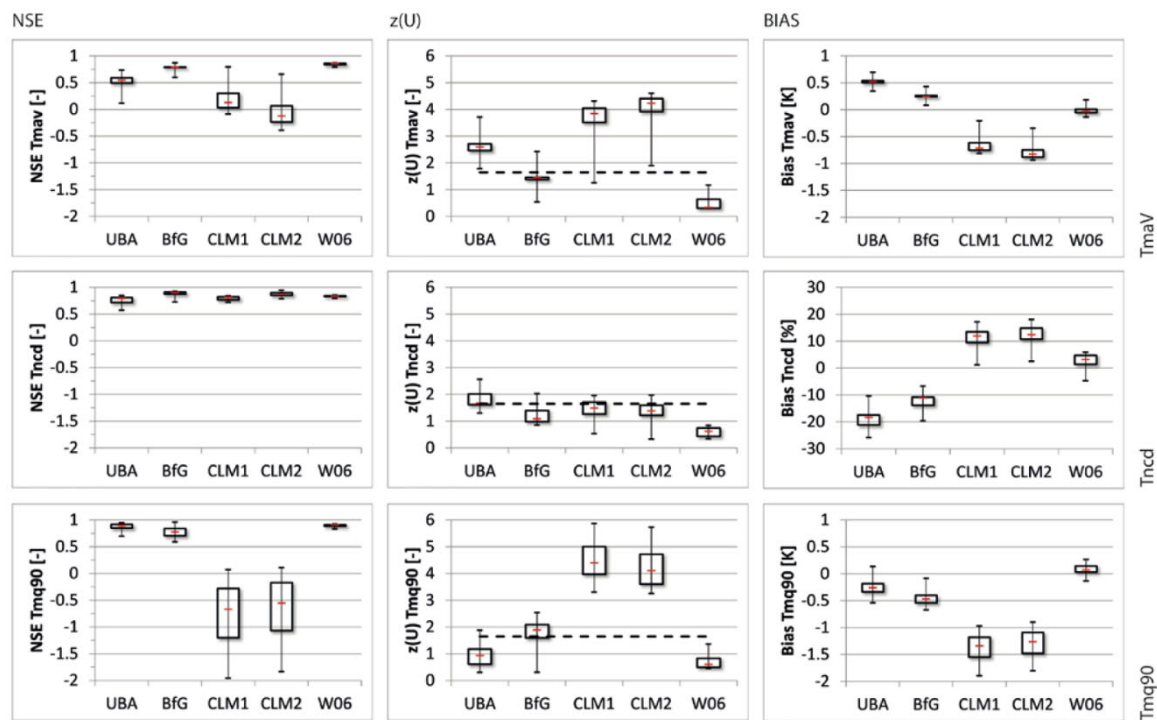 NSE z(U) BIAS
NSE Tmav [-]
1
0.5
0
-0.5
-1
-1.5
-2
UBA BfG CLM1 CLM2 W06
z(U) Tmav [-]
6
5
4
3
2
1
0
UBA BfG CLM1 CLM2 W06
Bias Tmav [K]
1
0.5
0
-0.5
-1
-1.5
-2
UBA BfG CLM1 CLM2 W06
TmaV
NSE Tncd [-]
1
0.5
0
-0.5
-1
-1.5
-2
UBA BfG CLM1 CLM2 W06
z(U) Tncd [-]
6
5
4
3
2
1
0
UBA BfG CLM1 CLM2 W06
Bias Tncd [%]
30
20
10
0
-10
-20
-30
UBA BfG CLM1 CLM2 W06
Tncd
NSE Tmq90 [-]
1
0.5
0
-0.5
-1
-1.5
-2
UBA BfG CLM1 CLM2 W06
z(U) Tmq90 [-]
6
5
4
3
2
1
0
UBA BfG CLM1 CLM2 W06
Bias Tmq90 [K]
1
0.5
0
-0.5
-1
-1.5
-2
UBA BfG CLM1 CLM2 W06
Tmq90